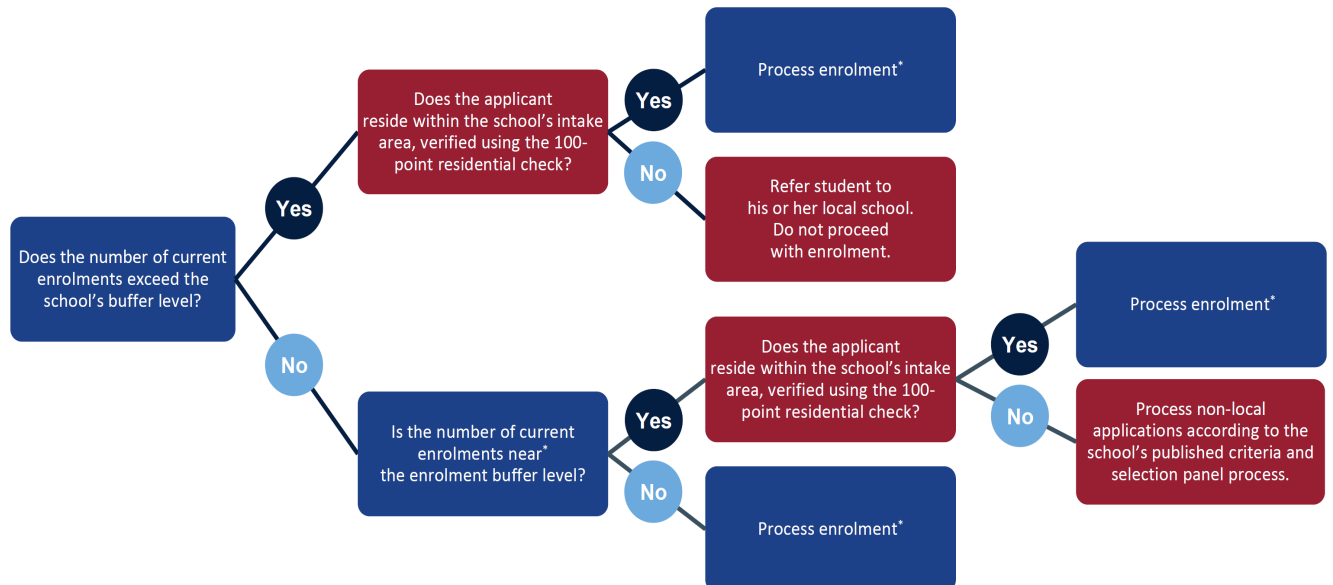 Does the number of current
enrolments exceed the
school's buffer level?
Yes
Does the applicant
reside within the school's intake
area, verified using the 100-
point residential check?
Yes
Process enrolment*
No
Refer student to
his or her local school.
Do not proceed
with enrolment.
No
Is the number of current
enrolments near*
the enrolment buffer level?
Yes
Does the applicant
reside within the school's intake
area, verified using the 100-
point residential check?
Yes
Process enrolment*
No
Process non-local
applications according to the
school's published criteria and
selection panel process.
No
Process enrolment*